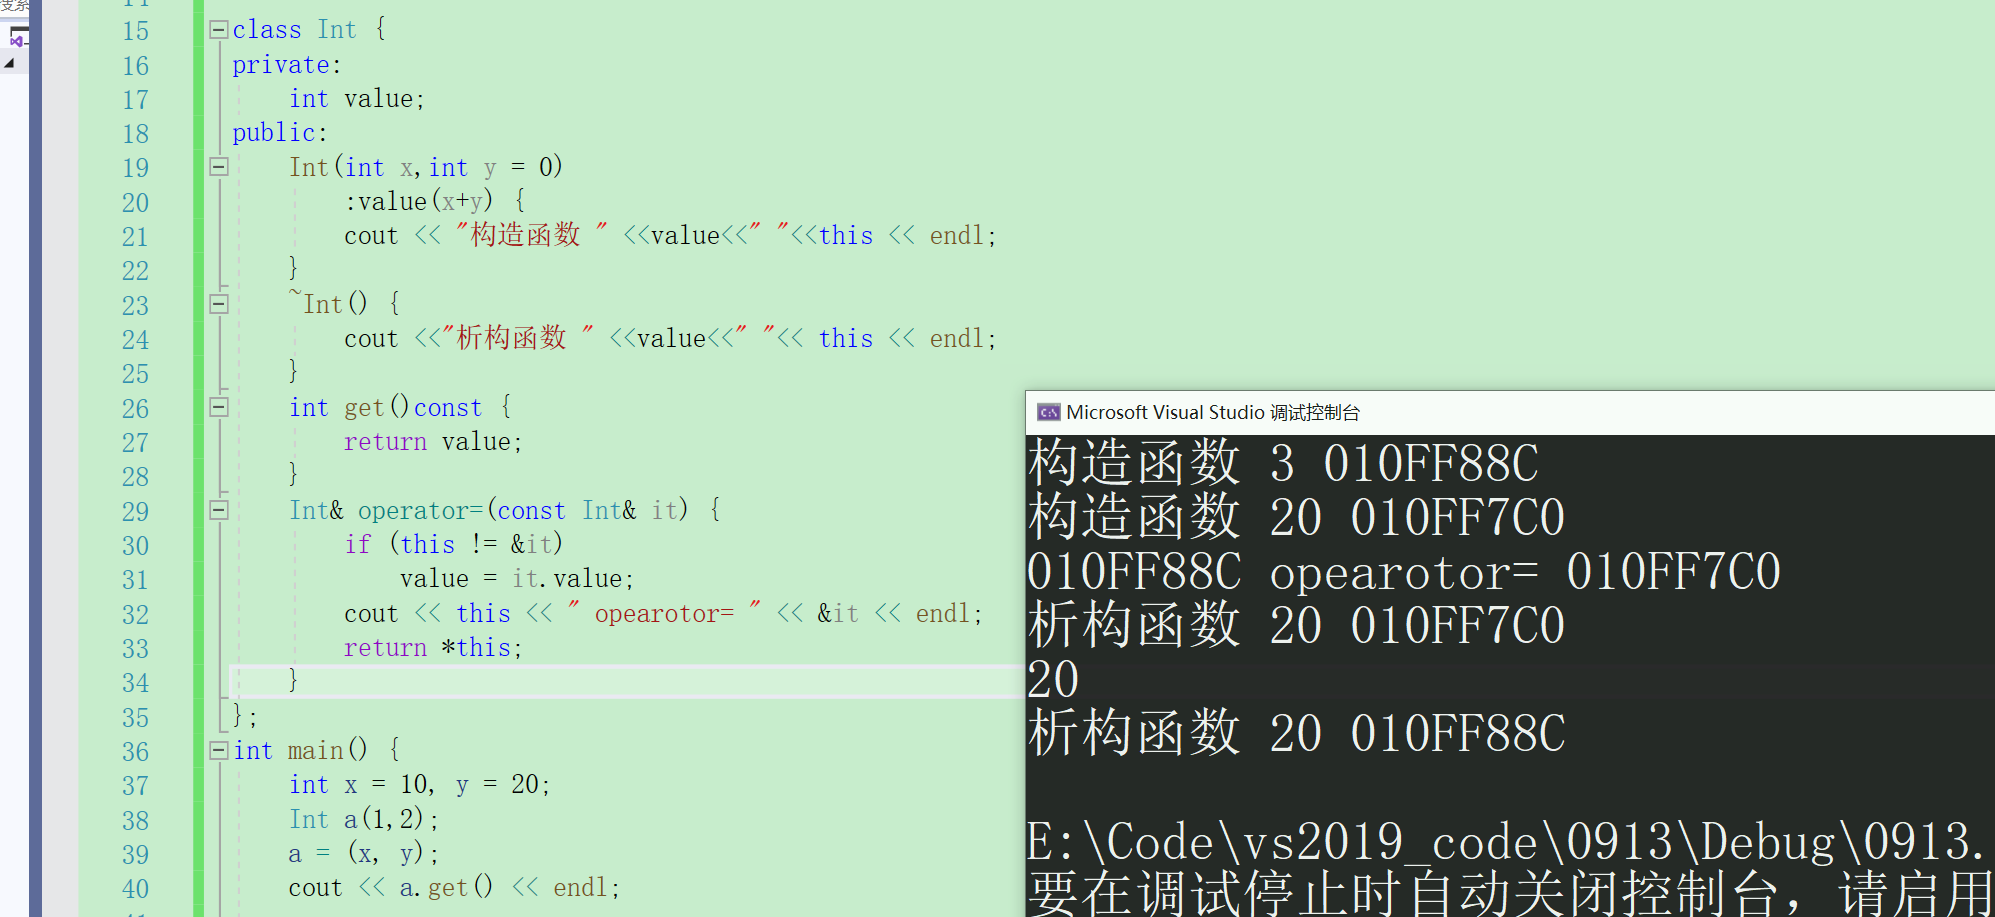 15 class Int {
16 private:
17 int value;
18 public:
19 Int(int x,int y = 0)
20 :value(x+y) {
21 cout << "构造函数 " <<value<<" "<<this << endl;
22 }
23 ~Int() {
24 cout <<"析构函数 " <<value<<" "<< this << endl;
25 }
26 int get()const {
27 return value;
28 }
29 Int& operator=(const Int& it) {
30 if (this != &it)
31 value = it.value;
32 cout << this << " opearotor= " << &it << endl;
33 return *this;
34 }
35 };
36 int main() {
37 int x = 10, y = 20;
38 Int a(1,2);
39 a = (x, y);
40 cout << a.get() << endl;
Microsoft Visual Studio 调试控制台
构造函数 3 010FF88C
构造函数 20 010FF7C0
010FF88C opearotor= 010FF7C0
析构函数 20 010FF7C0
20
析构函数 20 010FF88C
E:\Code\vs2019_code\0913\Debug\0913.
要在调试停止时自动关闭控制台，请启用